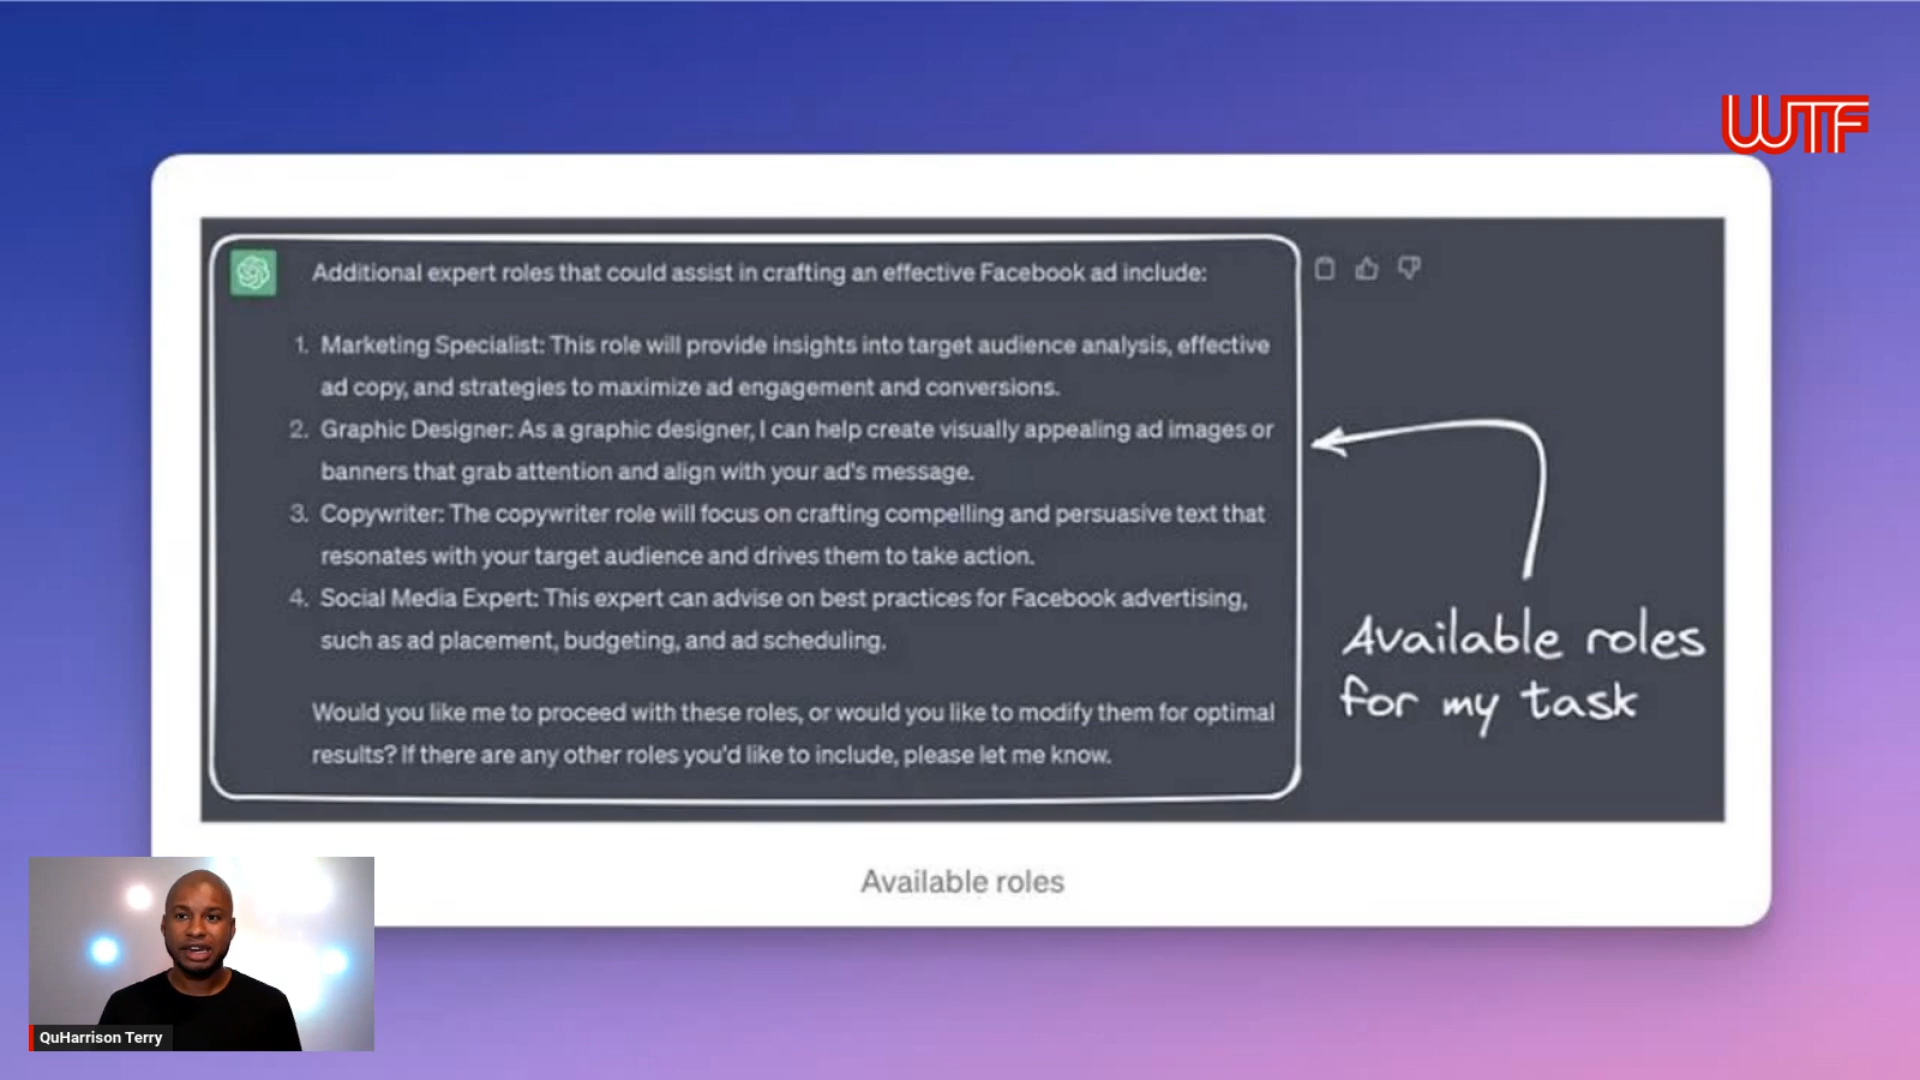 WTF
Additional expert roles that could assist in crafting an effective Facebook ad include:
1. Marketing Specialist: This role will provide insights into target audience analysis, effective
ad copy, and strategies to maximize ad engagement and conversions.
2. Graphic Designer: As a graphic designer, I can help create visually appealing ad images or
banners that grab attention and align with your ad's message.
3. Copywriter: The copywriter role will focus on crafting compelling and persuasive text that
resonates with your target audience and drives them to take action.
4. Social Media Expert: This expert can advise on best practices for Facebook advertising,
such as ad placement, budgeting, and ad scheduling.
Would you like me to proceed with these roles, or would you like to modify them for optimal
results? If there are any other roles you'd like to include, please let me know.
Available roles
for my task
Available roles
QuHarrison Terry